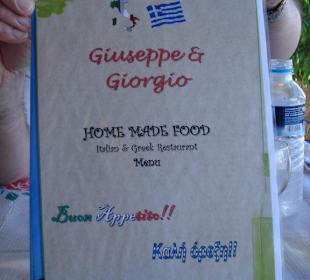 Giuseppe &
Giorgio
HOME MADE FOOD
Italian & Greek Restaurant
Menu
Buon Appetito!!
Καλή όρεξη!!